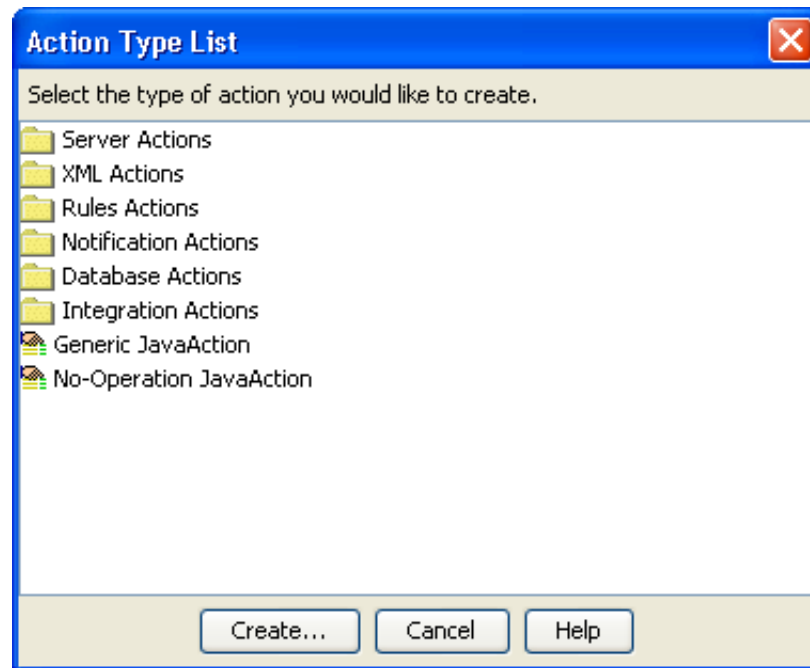 Action Type List
Select the type of action you would like to create.
Server Actions
XML Actions
Rules Actions
Notification Actions
Database Actions
Integration Actions
Generic JavaAction
No-Operation JavaAction
Create... Cancel Help